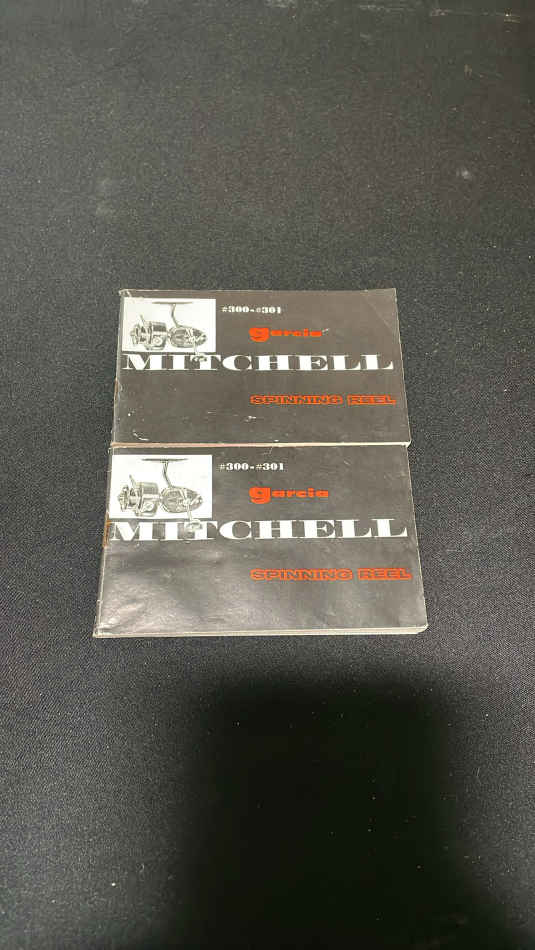 #300-#301
garcia
MITCHELL
SPINNING REEL
#300-#301
garcia
MITCHELL
SPINNING REEL